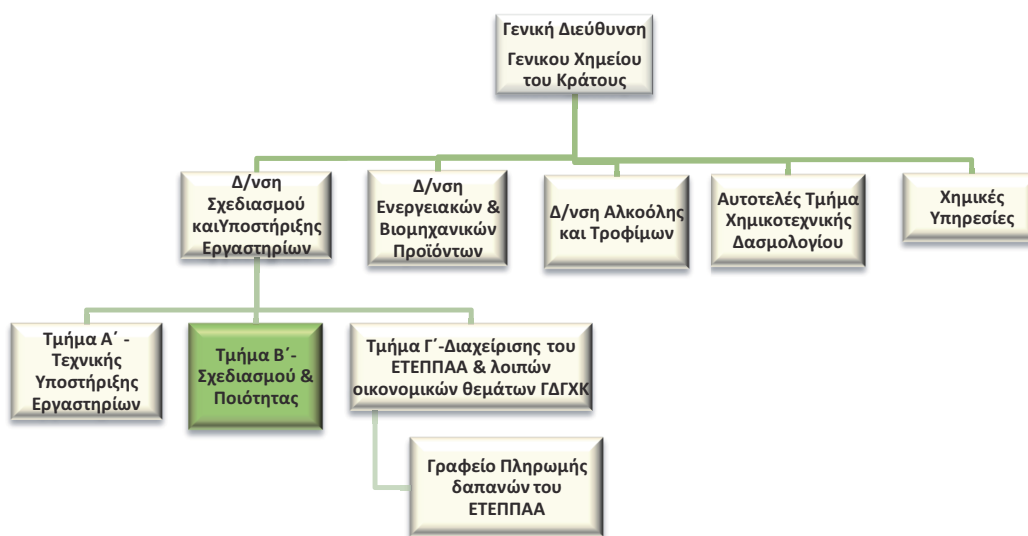 Γενική Διεύθυνση
Γενικου Χημείου
του Κράτους
Δ/νση
Σχεδιασμού
καιΥποστήριξης
Εργαστηρίων
Δ/νση
Ενεργειακών &
Βιομηχανικών
Προϊόντων
Δ/νση Αλκοόλης
και Τροφίμων
Αυτοτελές Τμήμα
Χημικοτεχνικής
Δασμολογίου
Χημικές
Υπηρεσίες
Τμήμα Α΄ -
Τεχνικής
Υποστήριξης
Εργαστηρίων
Τμήμα Β΄-
Σχεδιασμού &
Ποιότητας
Τμήμα Γ΄-Διαχείρισης του
ΕΤΕΠΠΑΑ & λοιπών
οικονομικών θεμάτων ΓΔΓΧΚ
Γραφείο Πληρωμής
δαπανών του
ΕΤΕΠΠΑΑ